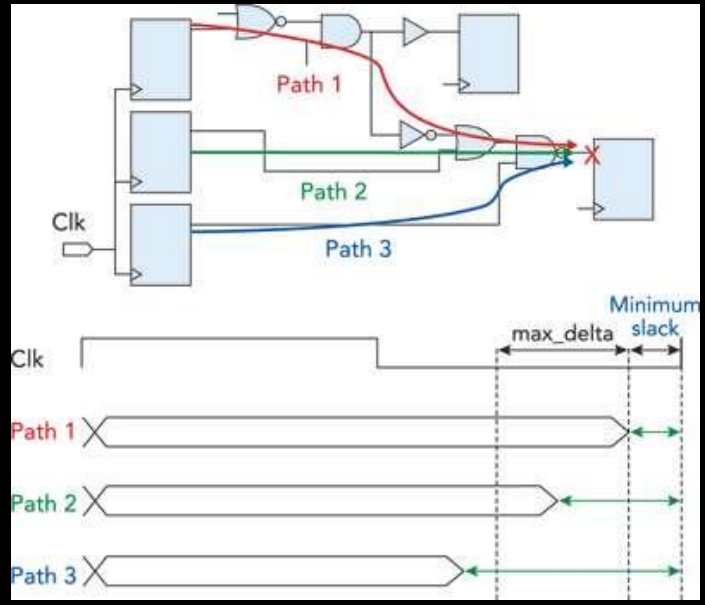 Path 1
Path 2
Clk
Path 3
Minimum
slack
max_delta
Clk
Path 1
Path 2
Path 3